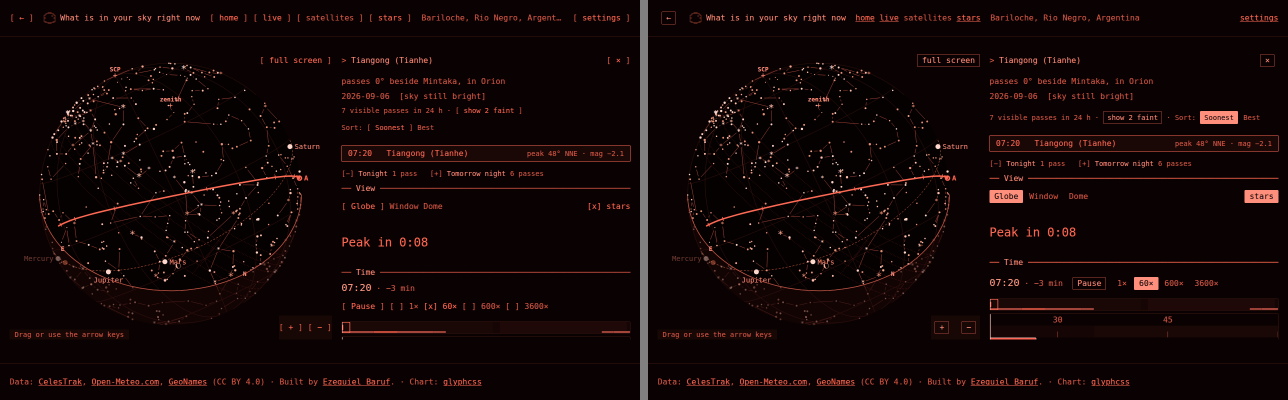 [ ← ] What is in your sky right now [ home ] [ live ] [ satellites ] [ stars ] Bariloche, Río Negro, Argent… [ settings ]
SCP
zenith
Saturn
A
E
Mercury
Mars
Jupiter
N
[ full screen ]
Drag or use the arrow keys
[ + ] [ − ]
> Tiangong (Tianhe) [ × ]
passes 0° beside Mintaka, in Orion
2026-09-06 [sky still bright]
7 visible passes in 24 h · [ show 2 faint ]
Sort: [ Soonest ] Best
07:20 Tiangong (Tianhe) peak 48° NNE · mag −2.1
[−] Tonight 1 pass [+] Tomorrow night 6 passes
View
[ Globe ] Window Dome [x] stars
Peak in 0:08
Time
07:20 · −3 min
[ Pause ] [ ] 1× [x] 60× [ ] 600× [ ] 3600×
Data: CelesTrak, Open-Meteo.com, GeoNames (CC BY 4.0) · Built by Ezequiel Baruf. · Chart: glyphcss
← What is in your sky right now home live satellites stars Bariloche, Río Negro, Argentina settings
SCP
zenith
Saturn
A
E
Mercury
Mars
Jupiter
N
full screen
Drag or use the arrow keys
+ −
> Tiangong (Tianhe) ×
passes 0° beside Mintaka, in Orion
2026-09-06 [sky still bright]
7 visible passes in 24 h · show 2 faint · Sort: Soonest Best
07:20 Tiangong (Tianhe) peak 48° NNE · mag −2.1
[−] Tonight 1 pass [+] Tomorrow night 6 passes
View
Globe Window Dome stars
Peak in 0:08
Time
07:20 · −3 min Pause 1× 60× 600× 3600×
30 45
Data: CelesTrak, Open-Meteo.com, GeoNames (CC BY 4.0) · Built by Ezequiel Baruf. · Chart: glyphcss